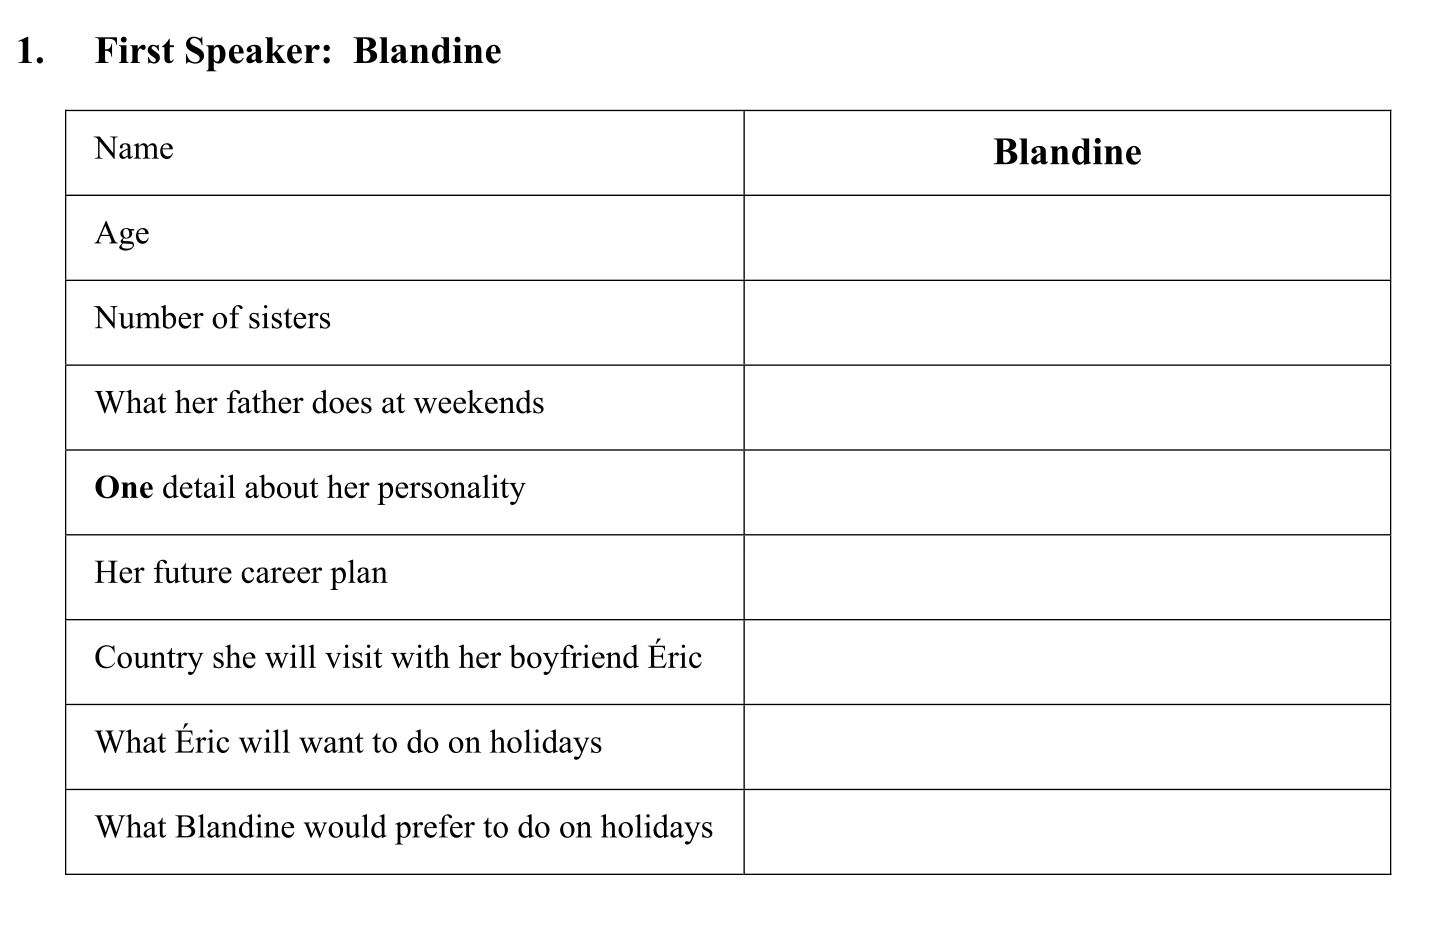 1. First Speaker: Blandine
Name
Blandine
Age
Number of sisters
What her father does at weekends
One detail about her personality
Her future career plan
Country she will visit with her boyfriend Éric
What Éric will want to do on holidays
What Blandine would prefer to do on holidays